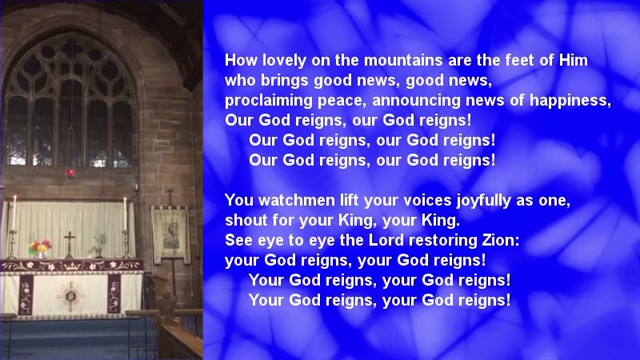 How lovely on the mountains are the feet of Him
who brings good news, good news,
proclaiming peace, announcing news of happiness,
Our God reigns, our God reigns!
Our God reigns, our God reigns!
Our God reigns, our God reigns!
You watchmen lift your voices joyfully as one,
shout for your King, your King.
See eye to eye the Lord restoring Zion:
your God reigns, your God reigns!
Your God reigns, your God reigns!
Your God reigns, your God reigns!